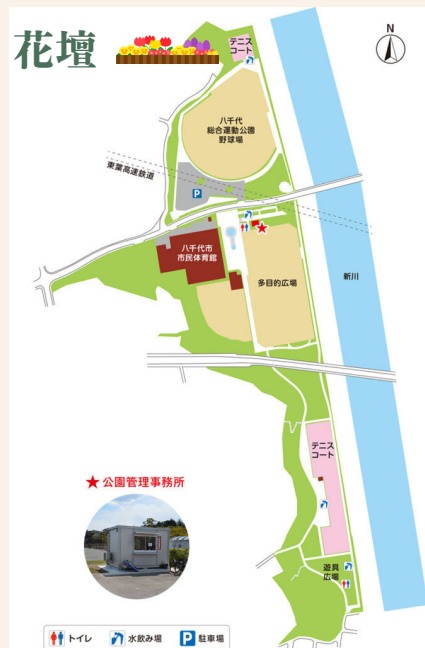 花壇
N
テニス
コート
八千代
総合運動公園
野球場
東葉高速鉄道
P
八千代市
市民体育館
多目的広場
新川
テニス
コート
★公園管理事務所
遊具
広場
トイレ
水飲み場
P 駐車場